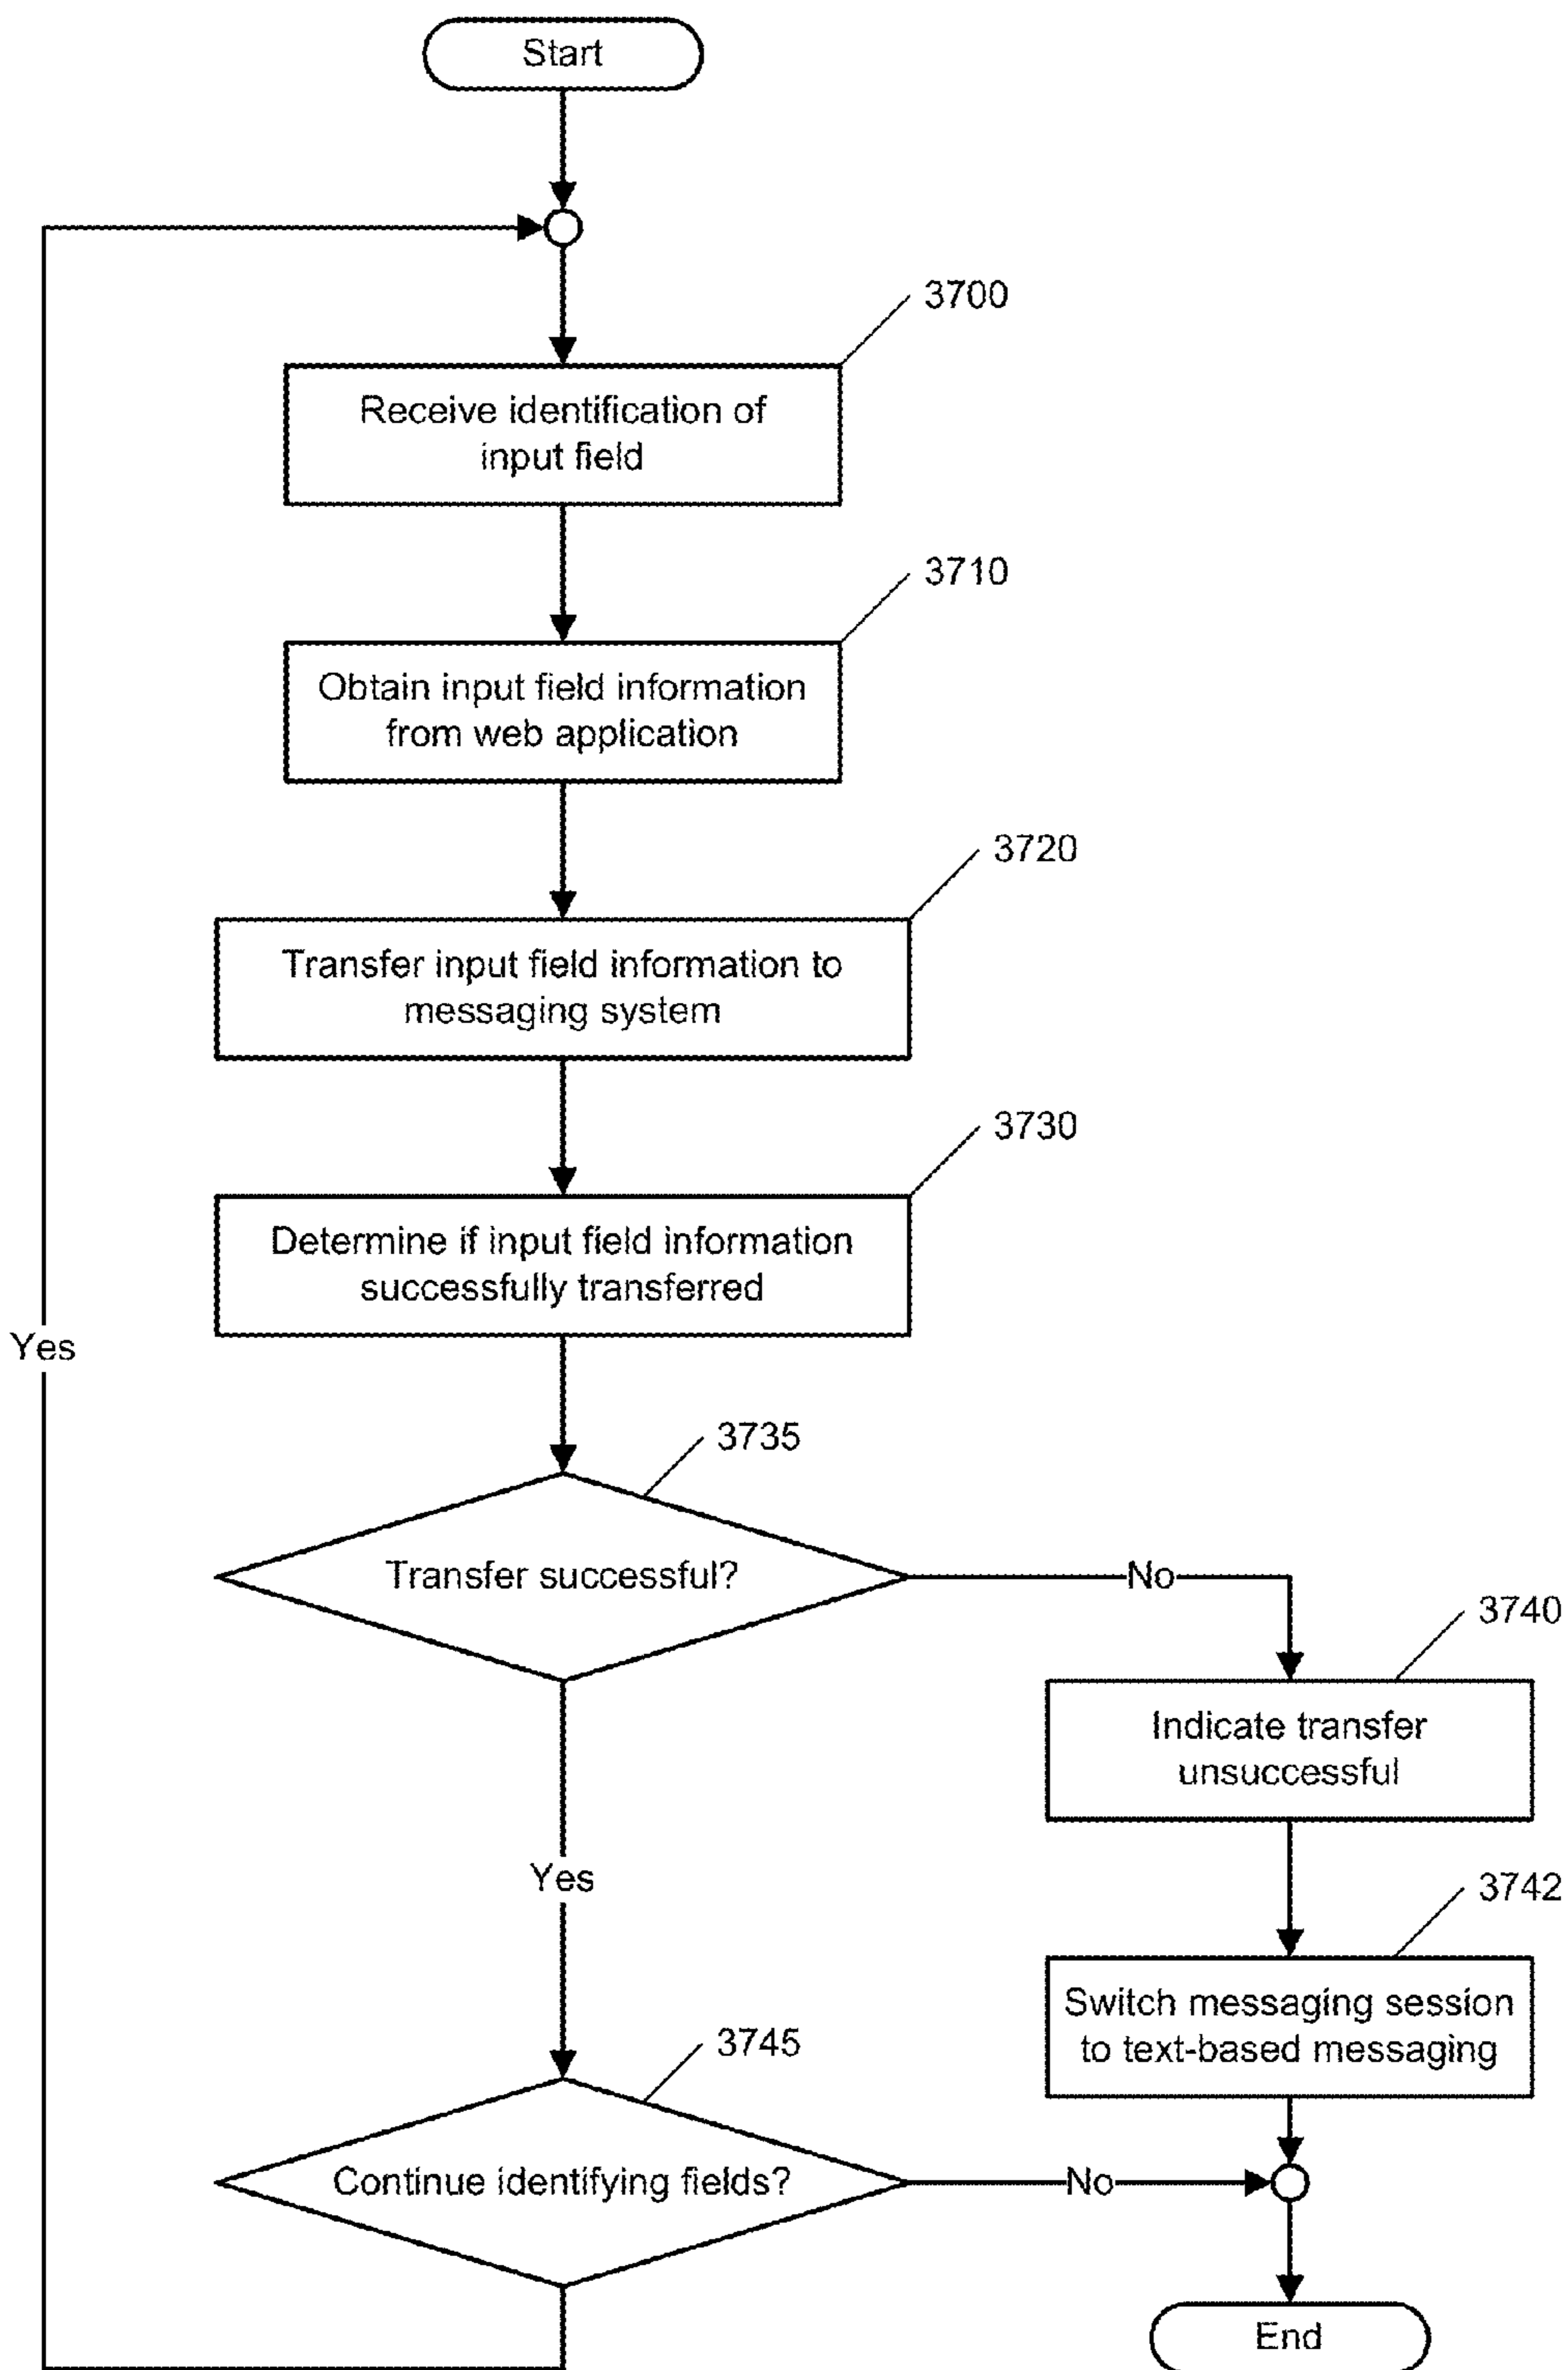 Start
3700
Receive identification of
input field
3710
Obtain input field information
from web application
3720
Transfer input field information to
messaging system
3730
Determine if input field information
successfully transferred
Yes
3735
Transfer successful?
No
3740
Indicate transfer
unsuccessful
Yes
3742
Switch messaging session
to text-based messaging
3745
Continue identifying fields?
No
End